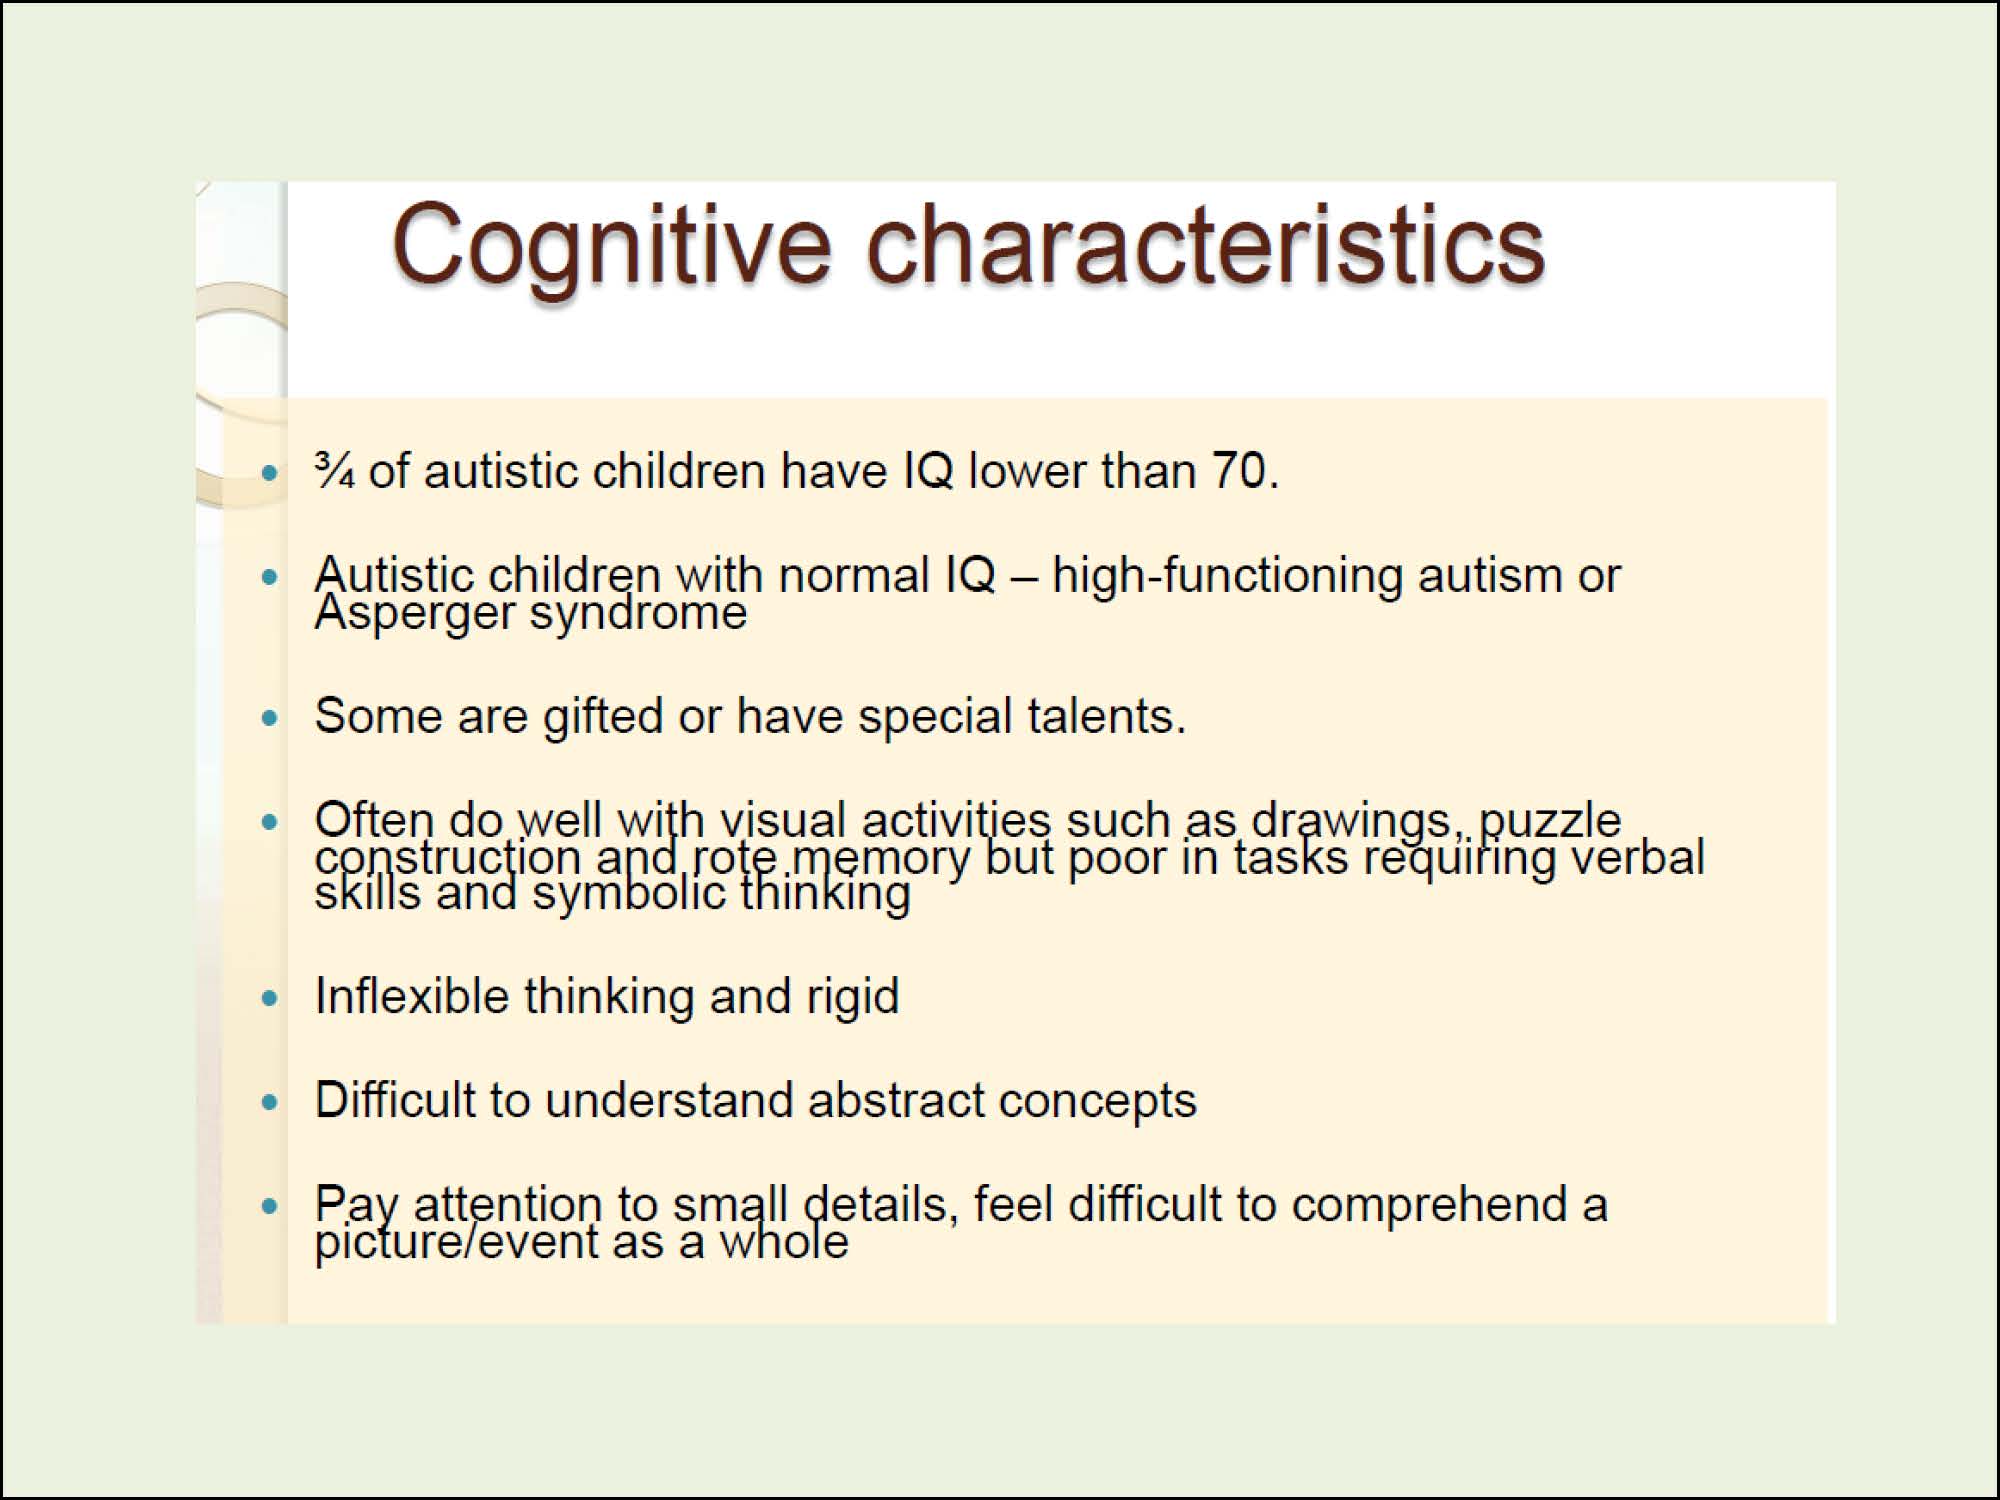 Cognitive characteristics
• ¾ of autistic children have IQ lower than 70.
• Autistic children with normal IQ – high-functioning autism or
Asperger syndrome
• Some are gifted or have special talents.
• Often do well with visual activities such as drawings, puzzle
construction and rote memory but poor in tasks requiring verbal
skills and symbolic thinking
• Inflexible thinking and rigid
• Difficult to understand abstract concepts
• Pay attention to small details, feel difficult to comprehend a
picture/event as a whole